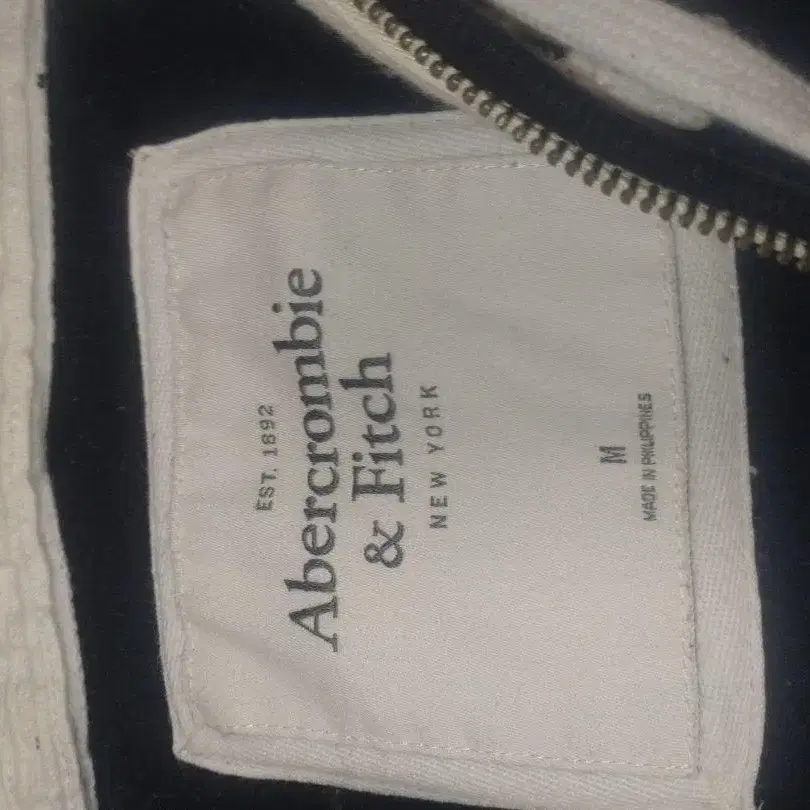 EST. 1892
Abercrombie
& Fitch
NEW YORK
M
MADE IN PHILIPPINES